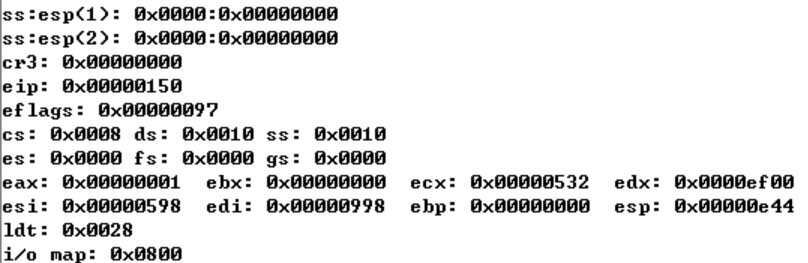 ss:esp(1): 0x0000:0x00000000
ss:esp(2): 0x0000:0x00000000
cr3: 0x00000000
eip: 0x00000150
eflags: 0x00000097
cs: 0x0008 ds: 0x0010 ss: 0x0010
es: 0x0000 fs: 0x0000 gs: 0x0000
eax: 0x00000001  ebx: 0x00000000  ecx: 0x00000532  edx: 0x0000ef00
esi: 0x00000598  edi: 0x00000998  ebp: 0x00000000  esp: 0x00000e44
ldt: 0x0028
i/o map: 0x0800